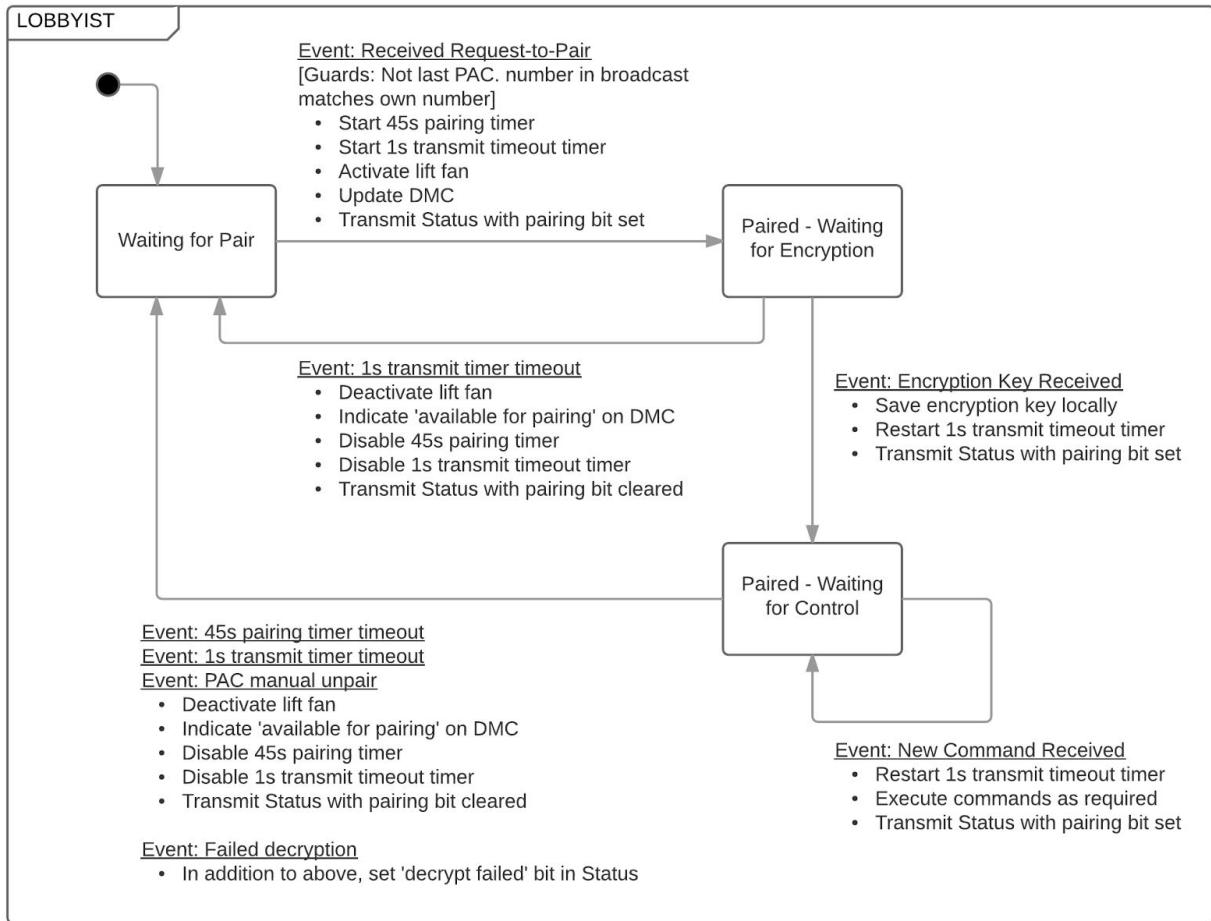 LOBBYIST
Event: Received Request-to-Pair
[Guards: Not last PAC. number in broadcast
matches own number]
• Start 45s pairing timer
• Start 1s transmit timeout timer
• Activate lift fan
• Update DMC
• Transmit Status with pairing bit set
Waiting for Pair
Paired - Waiting
for Encryption
Event: 1s transmit timer timeout
• Deactivate lift fan
• Indicate 'available for pairing' on DMC
• Disable 45s pairing timer
• Disable 1s transmit timeout timer
• Transmit Status with pairing bit cleared
Event: Encryption Key Received
• Save encryption key locally
• Restart 1s transmit timeout timer
• Transmit Status with pairing bit set
Paired - Waiting
for Control
Event: 45s pairing timer timeout
Event: 1s transmit timer timeout
Event: PAC manual unpair
• Deactivate lift fan
• Indicate 'available for pairing' on DMC
• Disable 45s pairing timer
• Disable 1s transmit timeout timer
• Transmit Status with pairing bit cleared
Event: Failed decryption
• In addition to above, set 'decrypt failed' bit in Status
Event: New Command Received
• Restart 1s transmit timeout timer
• Execute commands as required
• Transmit Status with pairing bit set